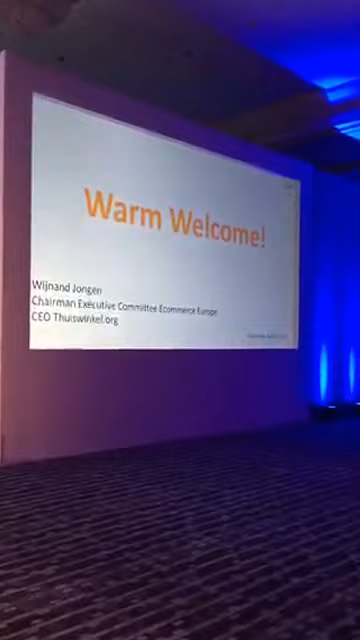 Warm Welcome!
Wijnand Jongen
Chairman Executive Committee Ecommerce Europe
CEO Thuiswinkel.org